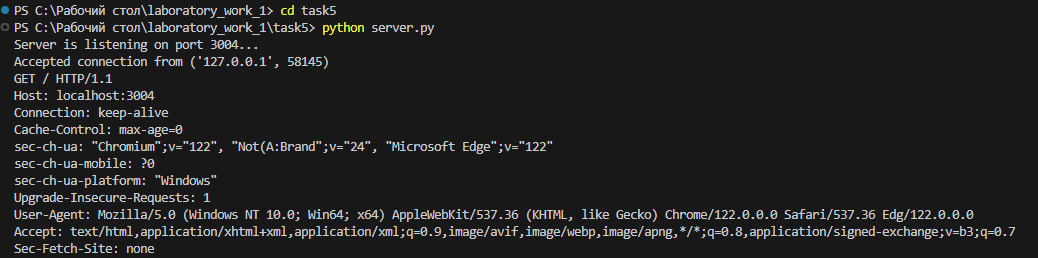 PS C:\Рабочий стол\laboratory_work_1> cd task5
PS C:\Рабочий стол\laboratory_work_1\task5> python server.py
Server is listening on port 3004...
Accepted connection from ('127.0.0.1', 58145)
GET / HTTP/1.1
Host: localhost:3004
Connection: keep-alive
Cache-Control: max-age=0
sec-ch-ua: "Chromium";v="122", "Not(A:Brand";v="24", "Microsoft Edge";v="122"
sec-ch-ua-mobile: ?0
sec-ch-ua-platform: "Windows"
Upgrade-Insecure-Requests: 1
User-Agent: Mozilla/5.0 (Windows NT 10.0; Win64; x64) AppleWebKit/537.36 (KHTML, like Gecko) Chrome/122.0.0.0 Safari/537.36 Edg/122.0.0.0
Accept: text/html,application/xhtml+xml,application/xml;q=0.9,image/avif,image/webp,image/apng,*/*;q=0.8,application/signed-exchange;v=b3;q=0.7
Sec-Fetch-Site: none